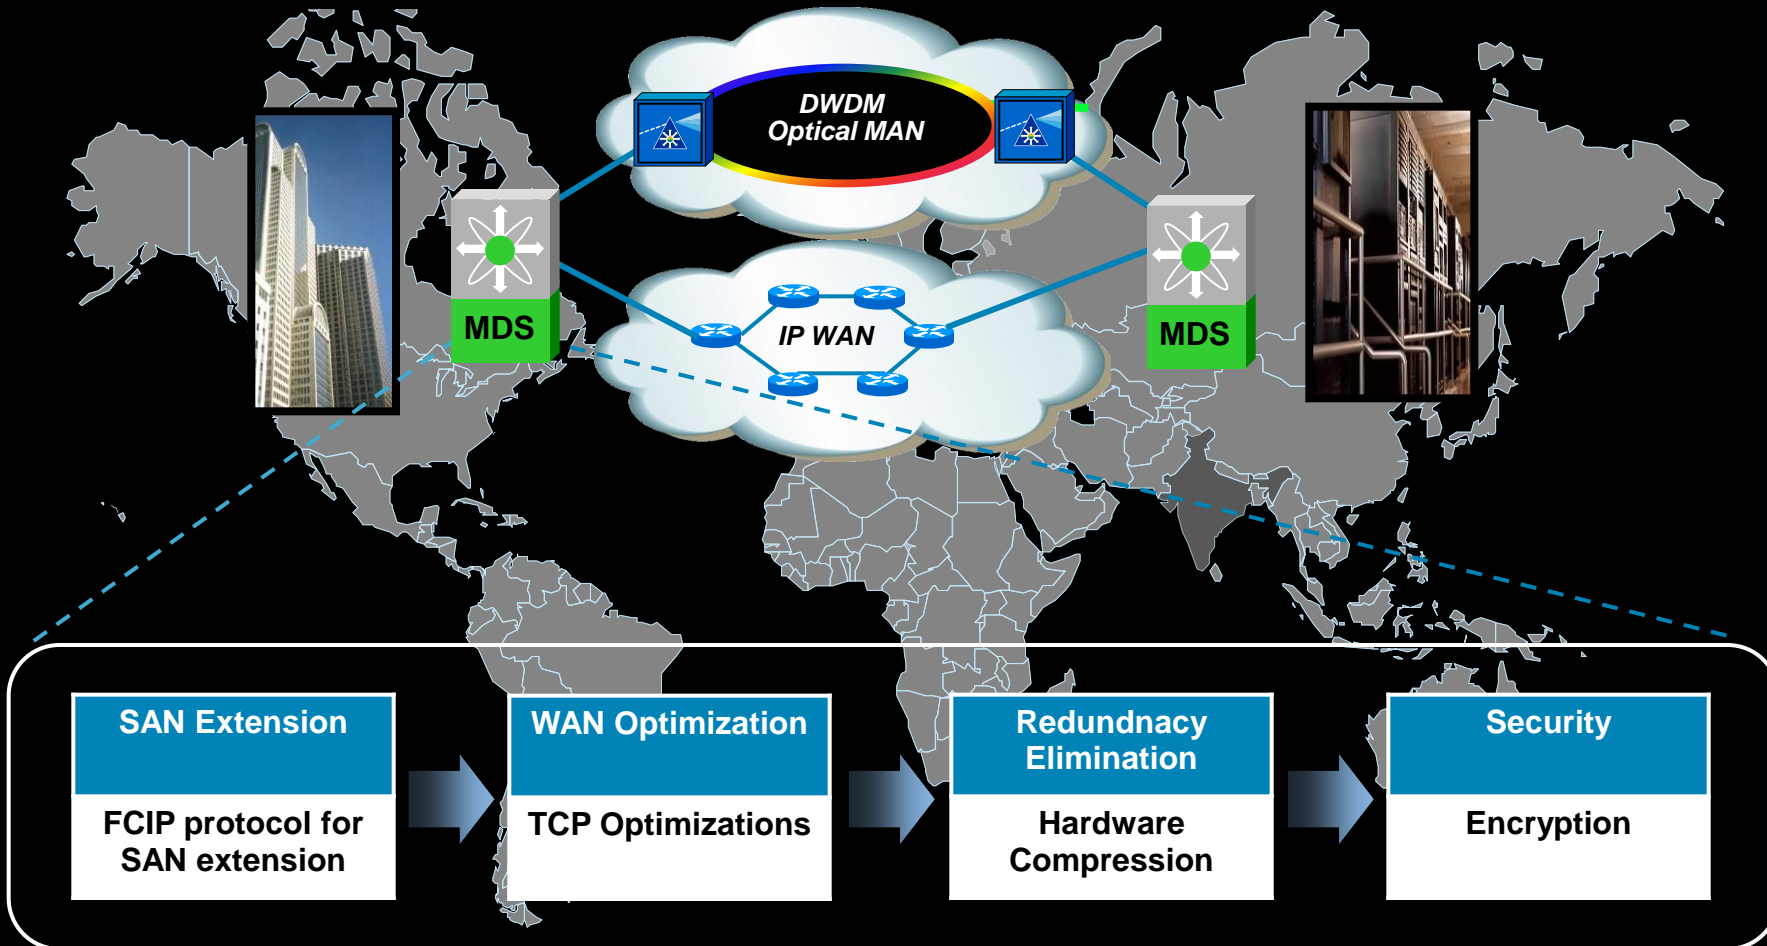 DWDM
Optical MAN
MDS
IP WAN
MDS
SAN Extension
FCIP protocol for
SAN extension
WAN Optimization
TCP Optimizations
Redundnacy
Elimination
Hardware
Compression
Security
Encryption